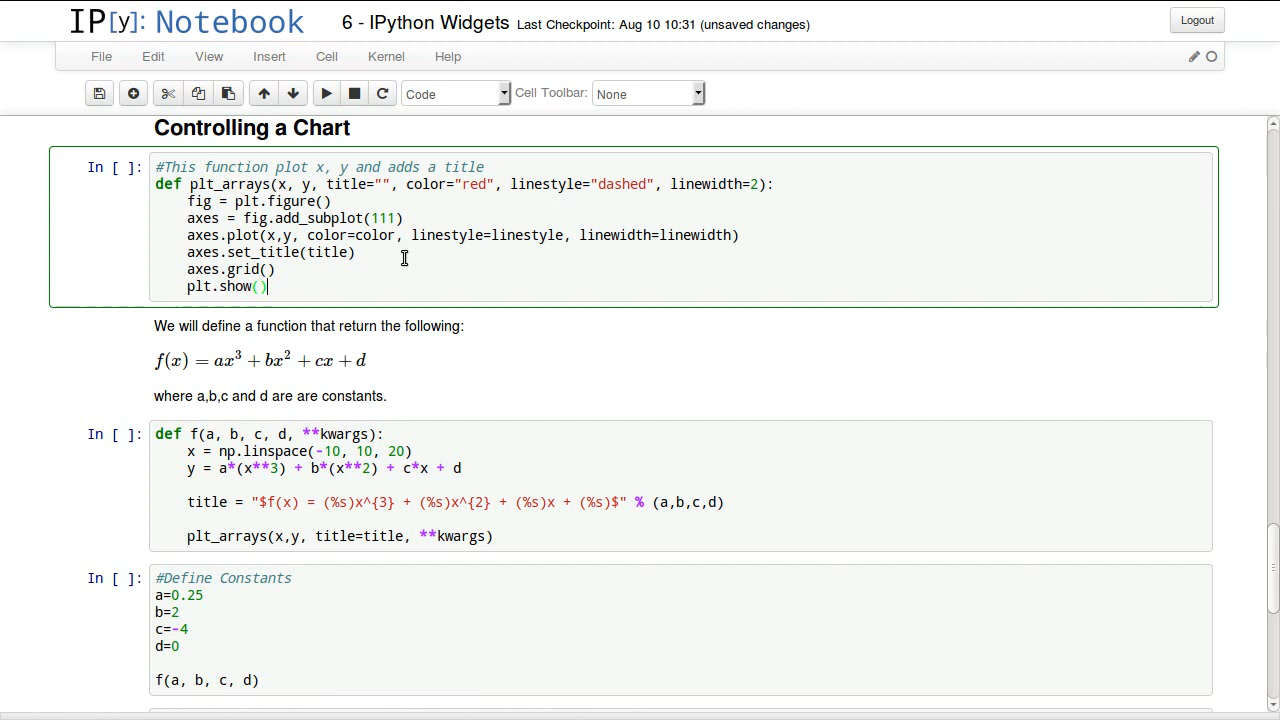 IP[y]: Notebook 6 - IPython Widgets Last Checkpoint: Aug 10 10:31 (unsaved changes) Logout
File Edit View Insert Cell Kernel Help
Code Cell Toolbar: None
Controlling a Chart
In [ ]: #This function plot x, y and adds a title
def plt_arrays(x, y, title="", color="red", linestyle="dashed", linewidth=2):
    fig = plt.figure()
    axes = fig.add_subplot(111)
    axes.plot(x,y, color=color, linestyle=linestyle, linewidth=linewidth)
    axes.set_title(title)
    axes.grid()
    plt.show()
We will define a function that return the following:
f(x) = ax³ + bx² + cx + d
where a,b,c and d are are constants.
In [ ]: def f(a, b, c, d, **kwargs):
    x = np.linspace(-10, 10, 20)
    y = a*(x**3) + b*(x**2) + c*x + d
    title = "$f(x) = (%s)x^{3} + (%s)x^{2} + (%s)x + (%s)$" % (a,b,c,d)
    plt_arrays(x,y, title=title, **kwargs)
In [ ]: #Define Constants
a=0.25
b=2
c=-4
d=0
f(a, b, c, d)